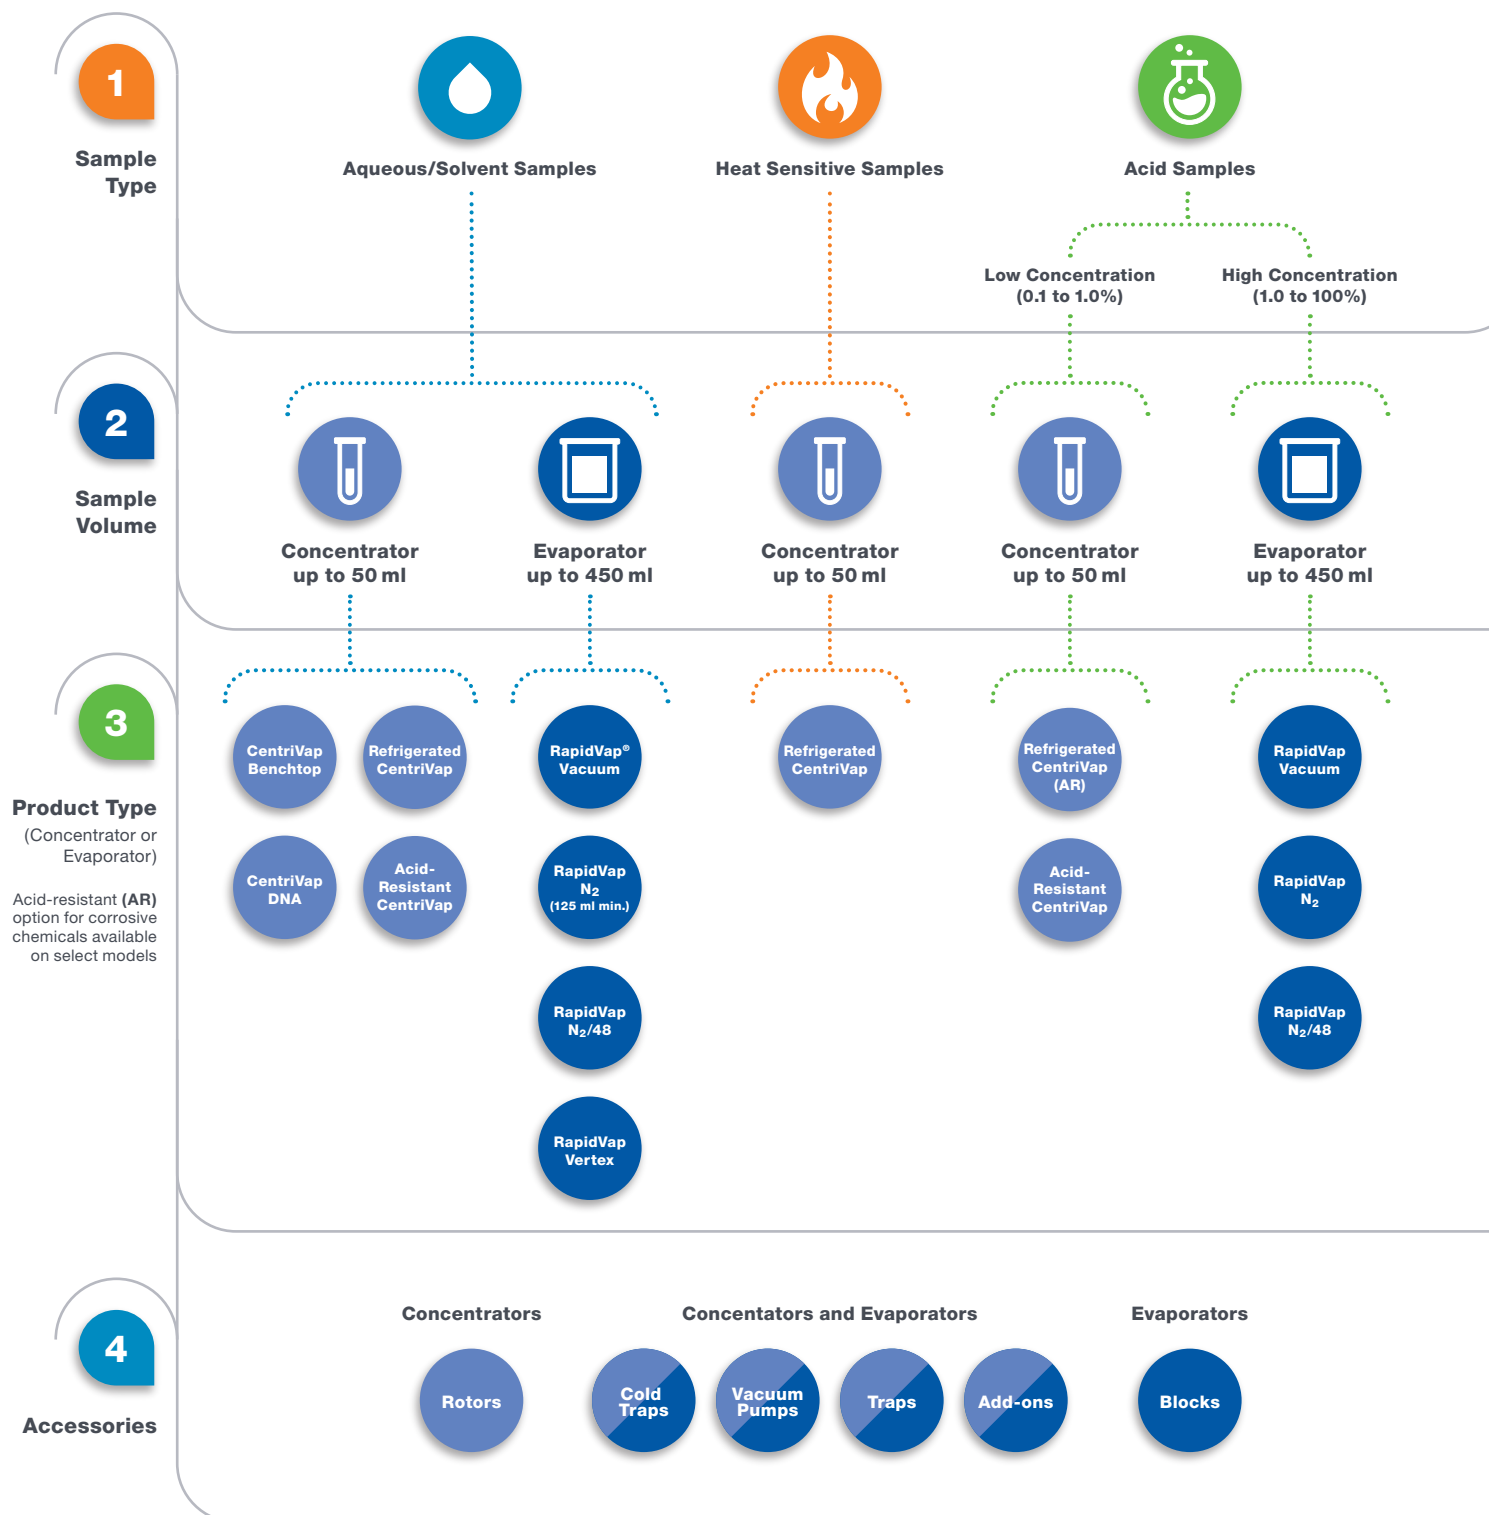 1
Sample
Type
Aqueous/Solvent Samples
Heat Sensitive Samples
Acid Samples
Low Concentration
(0.1 to 1.0%)
High Concentration
(1.0 to 100%)
2
Sample
Volume
Concentrator
up to 50 ml
Evaporator
up to 450 ml
Concentrator
up to 50 ml
Concentrator
up to 50 ml
Evaporator
up to 450 ml
3
Product Type
(Concentrator or
Evaporator)
Acid-resistant (AR)
option for corrosive
chemicals available
on select models
CentriVap
Benchtop
Refrigerated
CentriVap
CentriVap
DNA
Acid-
Resistant
CentriVap
RapidVap®
Vacuum
RapidVap
N₂
(125 ml min.)
RapidVap
N₂/48
RapidVap
Vertex
Refrigerated
CentriVap
Refrigerated
CentriVap
(AR)
Acid-
Resistant
CentriVap
RapidVap
Vacuum
RapidVap
N₂
RapidVap
N₂/48
4
Accessories
Concentrators
Rotors
Concentators and Evaporators
Cold
Traps
Vacuum
Pumps
Traps
Add-ons
Evaporators
Blocks